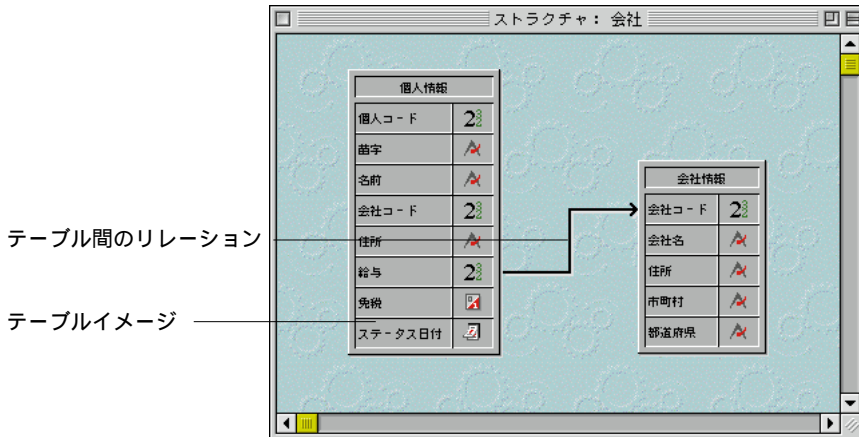 ストラクチャ： 会社
個人情報
個人コード
苗字
名前
会社コード
住所
給与
免税
ステータス日付
会社情報
会社コード
会社名
住所
市町村
都道府県
テーブル間のリレーション
テーブルイメージ